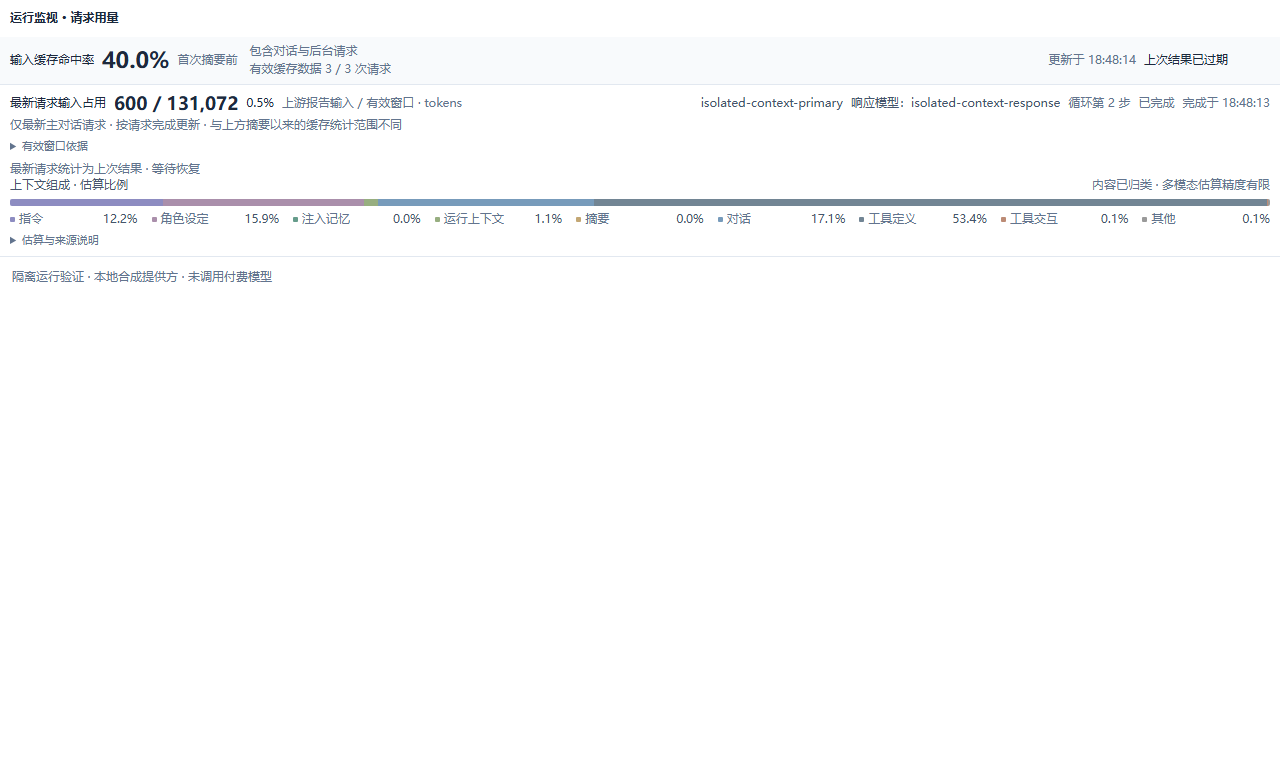 运行监视 · 请求用量
输入缓存命中率 40.0% 首次摘要前 包含对话与后台请求
有效缓存数据 3 / 3 次请求
更新于 18:48:14 上次结果已过期
最新请求输入占用 600 / 131,072 0.5% 上游报告输入 / 有效窗口 · tokens isolated-context-primary 响应模型: isolated-context-response 循环第 2 步 已完成 完成于 18:48:13
仅最新主对话请求 · 按请求完成更新 · 与上方摘要以来的缓存统计范围不同
有效窗口依据
最新请求统计为上次结果 · 等待恢复
上下文组成 · 估算比例 内容已归类 · 多模态估算精度有限
指令 12.2% 角色设定 15.9% 注入记忆 0.0% 运行上下文 1.1% 摘要 0.0% 对话 17.1% 工具定义 53.4% 工具交互 0.1% 其他 0.1%
估算与来源说明
隔离运行验证 · 本地合成提供方 · 未调用付费模型